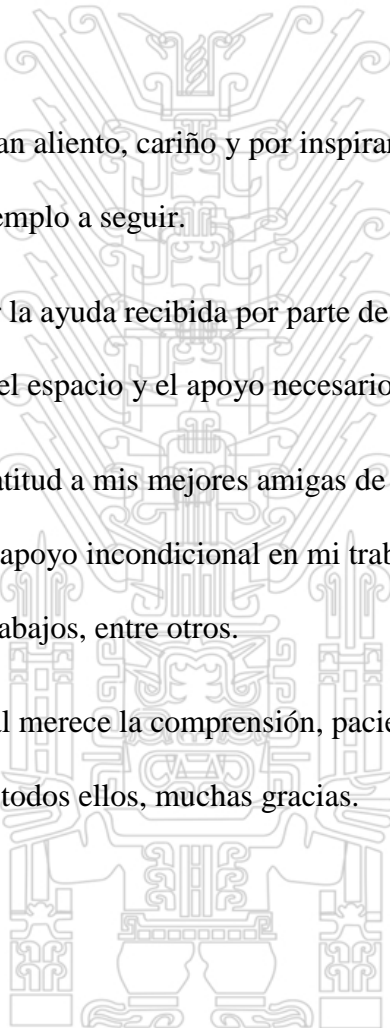 an aliento, cariño y por inspirar
emplo a seguir.
la ayuda recibida por parte de
el espacio y el apoyo necesario
atitud a mis mejores amigas de
apoyo incondicional en mi trab
abajos, entre otros.
al merece la comprensión, pacie
todos ellos, muchas gracias.